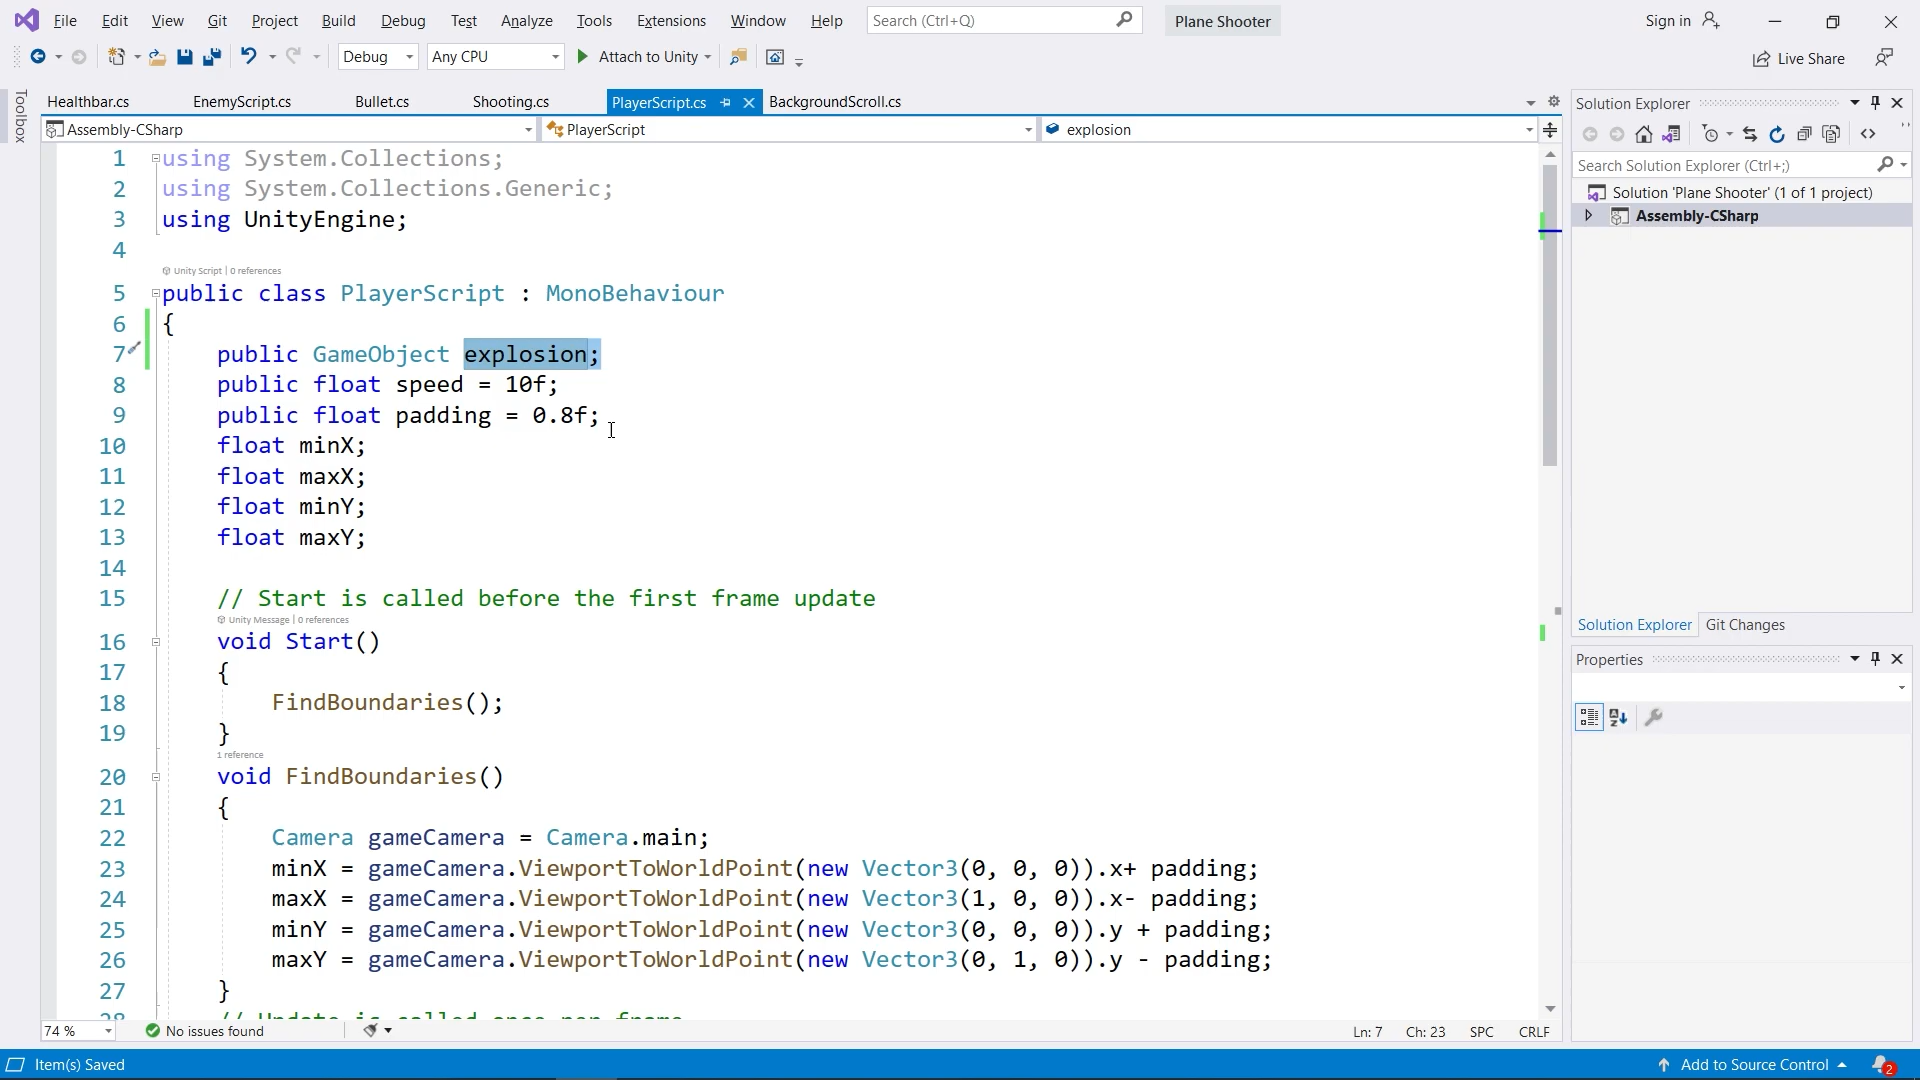 File Edit View Git Project Build Debug Test Analyze Tools Extensions Window Help Search (Ctrl+Q) Plane Shooter Sign in
Debug Any CPU Attach to Unity Live Share
Toolbox
Healthbar.cs EnemyScript.cs Bullet.cs Shooting.cs PlayerScript.cs BackgroundScroll.cs
Assembly-CSharp PlayerScript explosion
1 using System.Collections;
2 using System.Collections.Generic;
3 using UnityEngine;
4
Unity Script | 0 references
5 public class PlayerScript : MonoBehaviour
6 {
7 public GameObject explosion;
8 public float speed = 10f;
9 public float padding = 0.8f;
10 float minX;
11 float maxX;
12 float minY;
13 float maxY;
14
15 // Start is called before the first frame update
Unity Message | 0 references
16 void Start()
17 {
18 FindBoundaries();
19 }
1 reference
20 void FindBoundaries()
21 {
22 Camera gameCamera = Camera.main;
23 minX = gameCamera.ViewportToWorldPoint(new Vector3(0, 0, 0)).x+ padding;
24 maxX = gameCamera.ViewportToWorldPoint(new Vector3(1, 0, 0)).x- padding;
25 minY = gameCamera.ViewportToWorldPoint(new Vector3(0, 0, 0)).y + padding;
26 maxY = gameCamera.ViewportToWorldPoint(new Vector3(0, 1, 0)).y - padding;
27 }
28 // Update is called once per frame
74 % No issues found Ln: 7 Ch: 23 SPC CRLF
Solution Explorer
Search Solution Explorer (Ctrl+;)
Solution 'Plane Shooter' (1 of 1 project)
Assembly-CSharp
Solution Explorer Git Changes
Properties
Item(s) Saved Add to Source Control 2